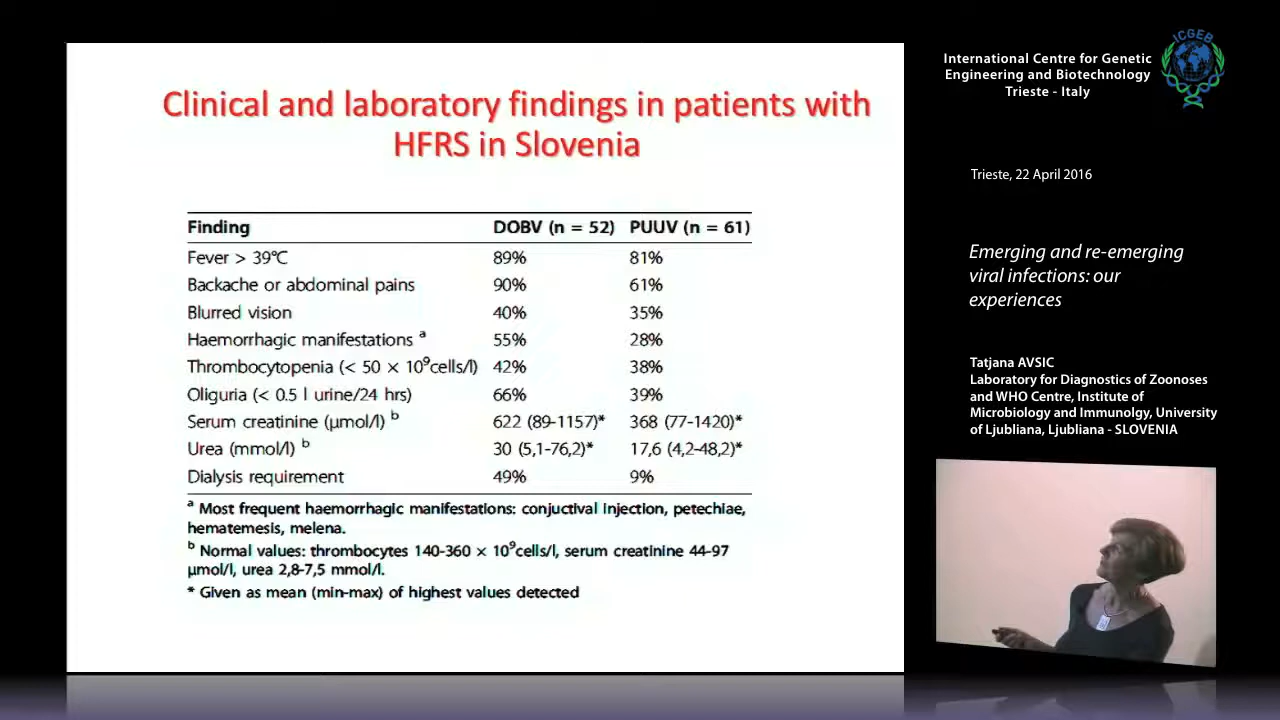 Clinical and laboratory findings in patients with
HFRS in Slovenia
Finding DOBV (n = 52) PUUV (n = 61)
Fever > 39°C 89% 81%
Backache or abdominal pains 90% 61%
Blurred vision 40% 35%
Haemorrhagic manifestations a 55% 28%
Thrombocytopenia (< 50 × 10⁹cells/l) 42% 38%
Oliguria (< 0.5 l urine/24 hrs) 66% 39%
Serum creatinine (µmol/l) b 622 (89-1157)* 368 (77-1420)*
Urea (mmol/l) b 30 (5,1-76,2)* 17,6 (4,2-48,2)*
Dialysis requirement 49% 9%
a Most frequent haemorrhagic manifestations: conjuctival injection, petechiae,
hematemesis, melena.
b Normal values: thrombocytes 140-360 × 10⁹cells/l, serum creatinine 44-97
µmol/l, urea 2,8-7,5 mmol/l.
* Given as mean (min-max) of highest values detected
International Centre for Genetic
Engineering and Biotechnology
Trieste - Italy
ICGEB
Trieste, 22 April 2016
Emerging and re-emerging
viral infections: our
experiences
Tatjana AVSIC
Laboratory for Diagnostics of Zoonoses
and WHO Centre, Institute of
Microbiology and Immunolgy, University
of Ljubliana, Ljubliana - SLOVENIA